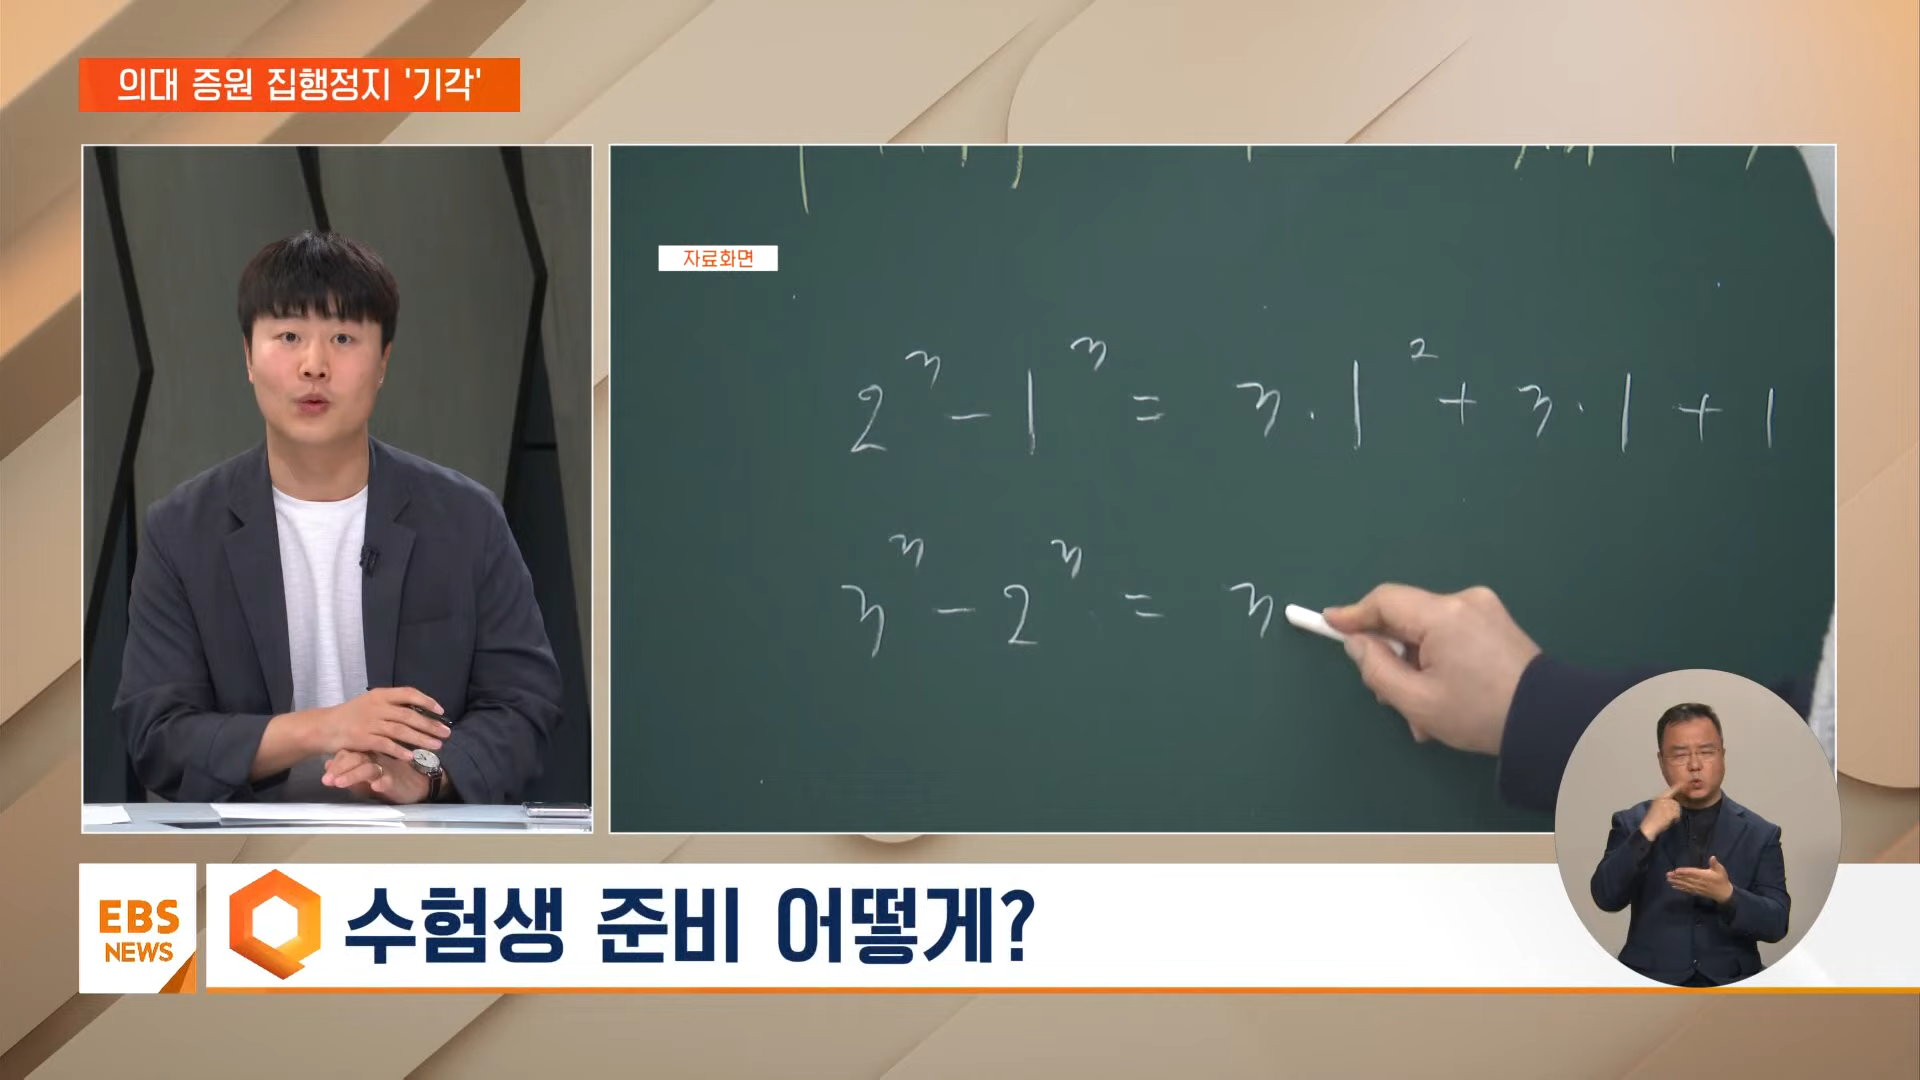 의대 증원 집행정지 '기각'
자료화면
2³ - 1³ = 3·1² + 3·1 + 1
3³ - 2³ = 3
EBS
NEWS
수험생 준비 어떻게?